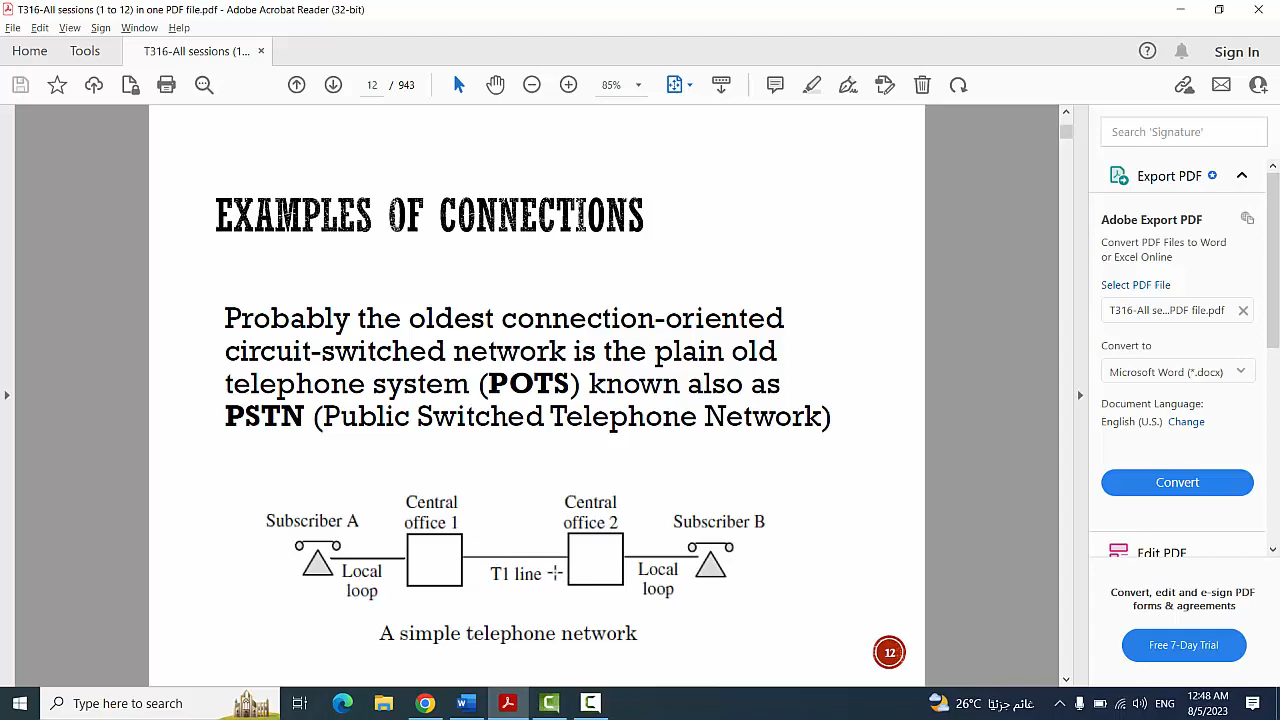 T316-All sessions (1 to 12) in one PDF file.pdf - Adobe Acrobat Reader (32-bit)
File Edit View Sign Window Help
Home Tools T316-All sessions (1... × Sign In
12 / 943 85%
EXAMPLES OF CONNECTIONS
Probably the oldest connection-oriented
circuit-switched network is the plain old
telephone system (POTS) known also as
PSTN (Public Switched Telephone Network)
Subscriber A
Central
office 1
Central
office 2
Subscriber B
Local
loop
T1 line
Local
loop
A simple telephone network
12
Search 'Signature'
Export PDF
Adobe Export PDF
Convert PDF Files to Word
or Excel Online
Select PDF File
T316-All se...PDF file.pdf
Convert to
Microsoft Word (*.docx)
Document Language:
English (U.S.) Change
Convert
Edit PDF
Convert, edit and e-sign PDF
forms & agreements
Free 7-Day Trial
Type here to search
26°C غائم جزئيًا
12:48 AM
8/5/2023